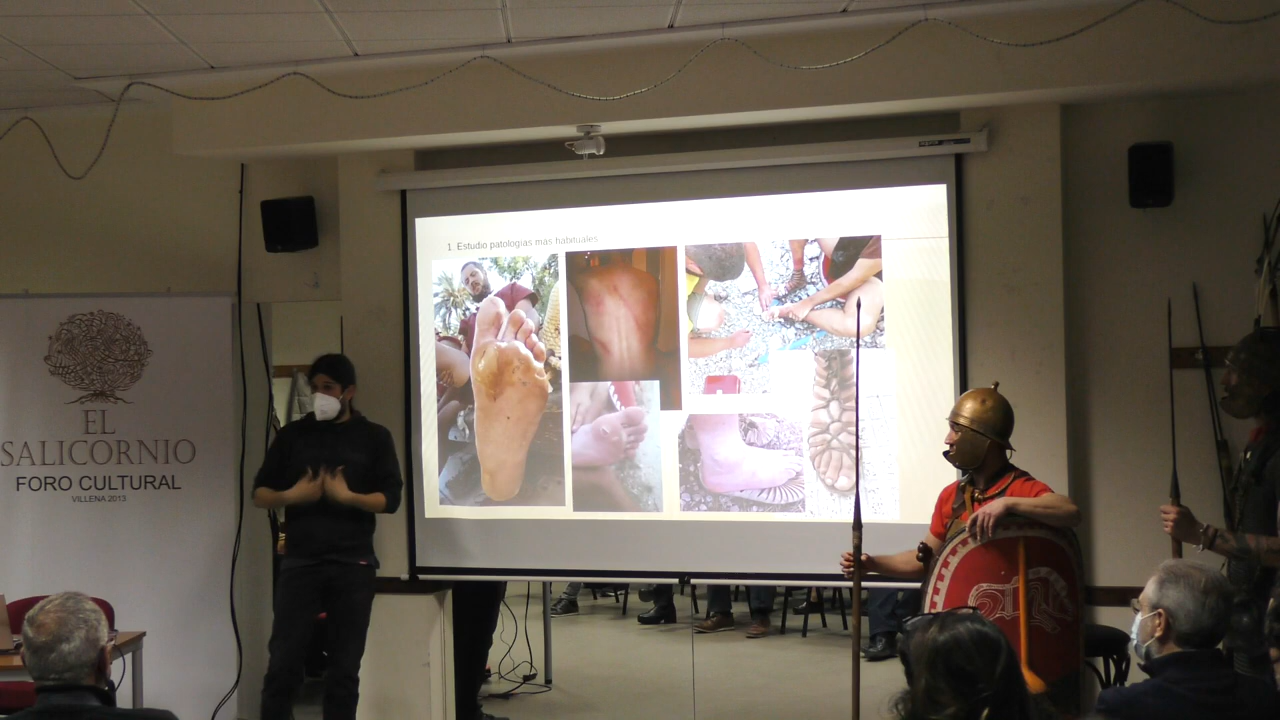 1. Estudio patologías más habituales
EL
SALICORNIO
FORO CULTURAL
VILLENA 2013